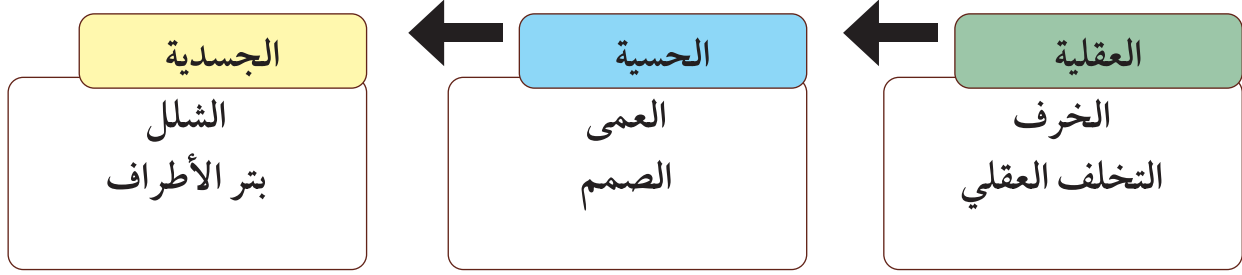 العقلية
الخرف
التخلف العقلي
الحسية
العمى
الصمم
الجسدية
الشلل
بتر الأطراف